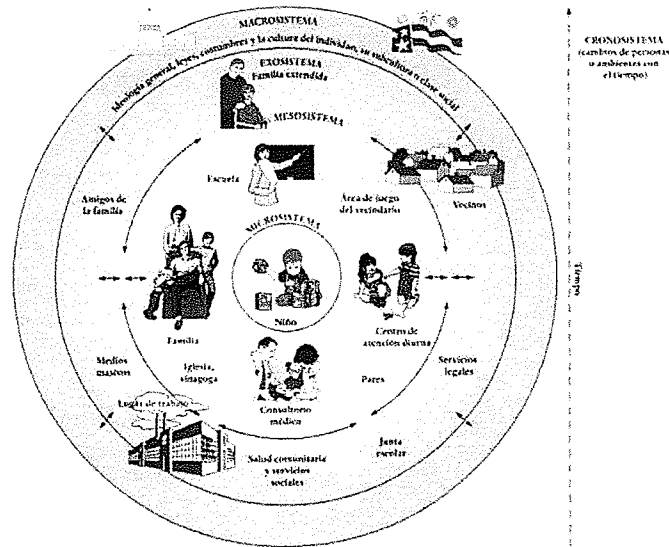 MACROSISTEMA
Ideología general, leyes, costumbres y la cultura del individuo, su subcultura o clase social
EXOSISTEMA
Familia extendida
MESOSISTEMA
Escuela
Amigos de
la familia
Área de juego
del vecindario
Vecinos
MICROSISTEMA
Niño
Familia
Centro de
atención diurna
Medios
masivos
Iglesia,
sinagoga
Consultorio
médico
Pares
Servicios
legales
Lugar de trabajo
Salud comunitaria
y servicios
sociales
Junta
escolar
CRONOSISTEMA
(cambios de personas
o ambientes con
el tiempo)
Tiempo